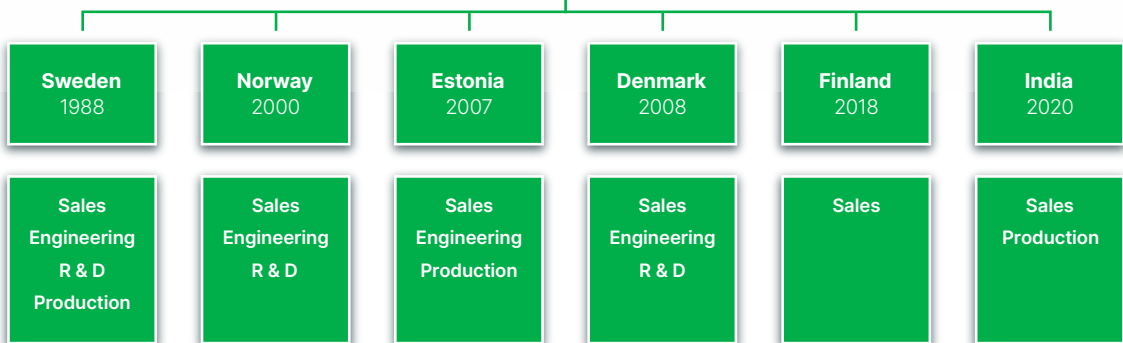 Sweden
1988
Norway
2000
Estonia
2007
Denmark
2008
Finland
2018
India
2020
Sales
Engineering
R & D
Production
Sales
Engineering
R & D
Sales
Engineering
Production
Sales
Engineering
R & D
Sales
Sales
Production